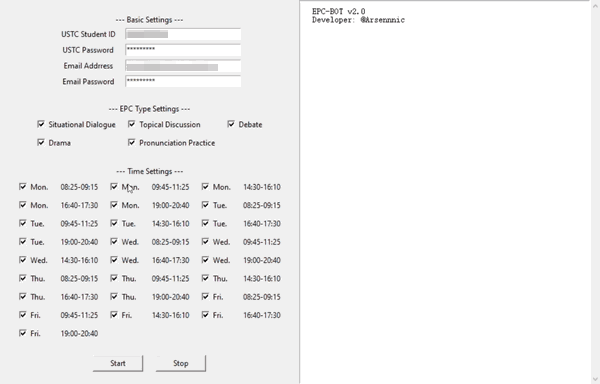 --- Basic Settings ---
USTC Student ID
USTC Password *********
Email Addrress
Email Password *********
--- EPC Type Settings ---
Situational Dialogue Topical Discussion Debate
Drama Pronunciation Practice
--- Time Settings ---
Mon. 08:25-09:15 Mon. 09:45-11:25 Mon. 14:30-16:10
Mon. 16:40-17:30 Mon. 19:00-20:40 Tue. 08:25-09:15
Tue. 09:45-11:25 Tue. 14:30-16:10 Tue. 16:40-17:30
Tue. 19:00-20:40 Wed. 08:25-09:15 Wed. 09:45-11:25
Wed. 14:30-16:10 Wed. 16:40-17:30 Wed. 19:00-20:40
Thu. 08:25-09:15 Thu. 09:45-11:25 Thu. 14:30-16:10
Thu. 16:40-17:30 Thu. 19:00-20:40 Fri. 08:25-09:15
Fri. 09:45-11:25 Fri. 14:30-16:10 Fri. 16:40-17:30
Fri. 19:00-20:40
Start Stop
EPC-BOT v2.0
Developer: @Arsennnic